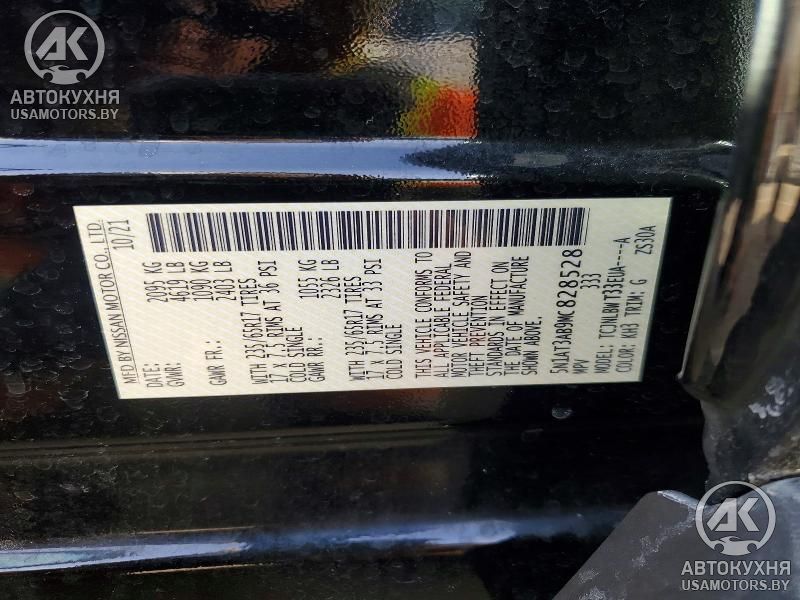 АВТОКУХНЯ
USAMOTORS.BY
MFD BY NISSAN MOTOR CO., LTD.
DATE: 10/21
GVWR: 2095 KG
4619 LB
GAWR FR.: 1090 KG
2403 LB
WITH 235/65R17 TIRES
17 x 7.5 RIMS AT 36 PSI
COLD SINGLE
GAWR RR.: 1055 KG
2326 LB
WITH 235/65R17 TIRES
17 x 7.5 RIMS AT 33 PSI
COLD SINGLE
THIS VEHICLE CONFORMS TO
ALL APPLICABLE FEDERAL
MOTOR VEHICLE SAFETY AND
THEFT PREVENTION
STANDARDS IN EFFECT ON
THE DATE OF MANUFACTURE
SHOWN ABOVE.
5N1AT3AB9MC828528
MPV 333
MODEL: TCJNLBWT33EUA----A
COLOR: KH3 TRIM: G ZS30A
АВТОКУХНЯ
USAMOTORS.BY